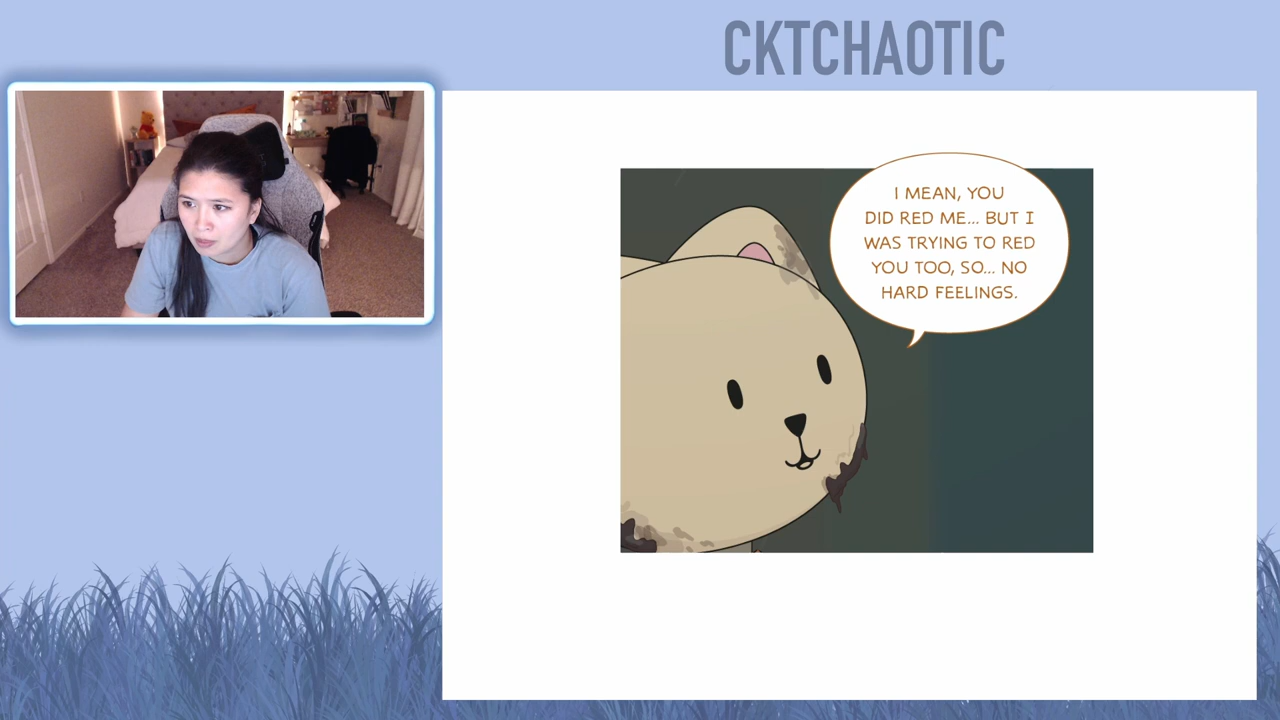 CKTCHAOTIC
I MEAN, YOU
DID RED ME... BUT I
WAS TRYING TO RED
YOU TOO, SO... NO
HARD FEELINGS.